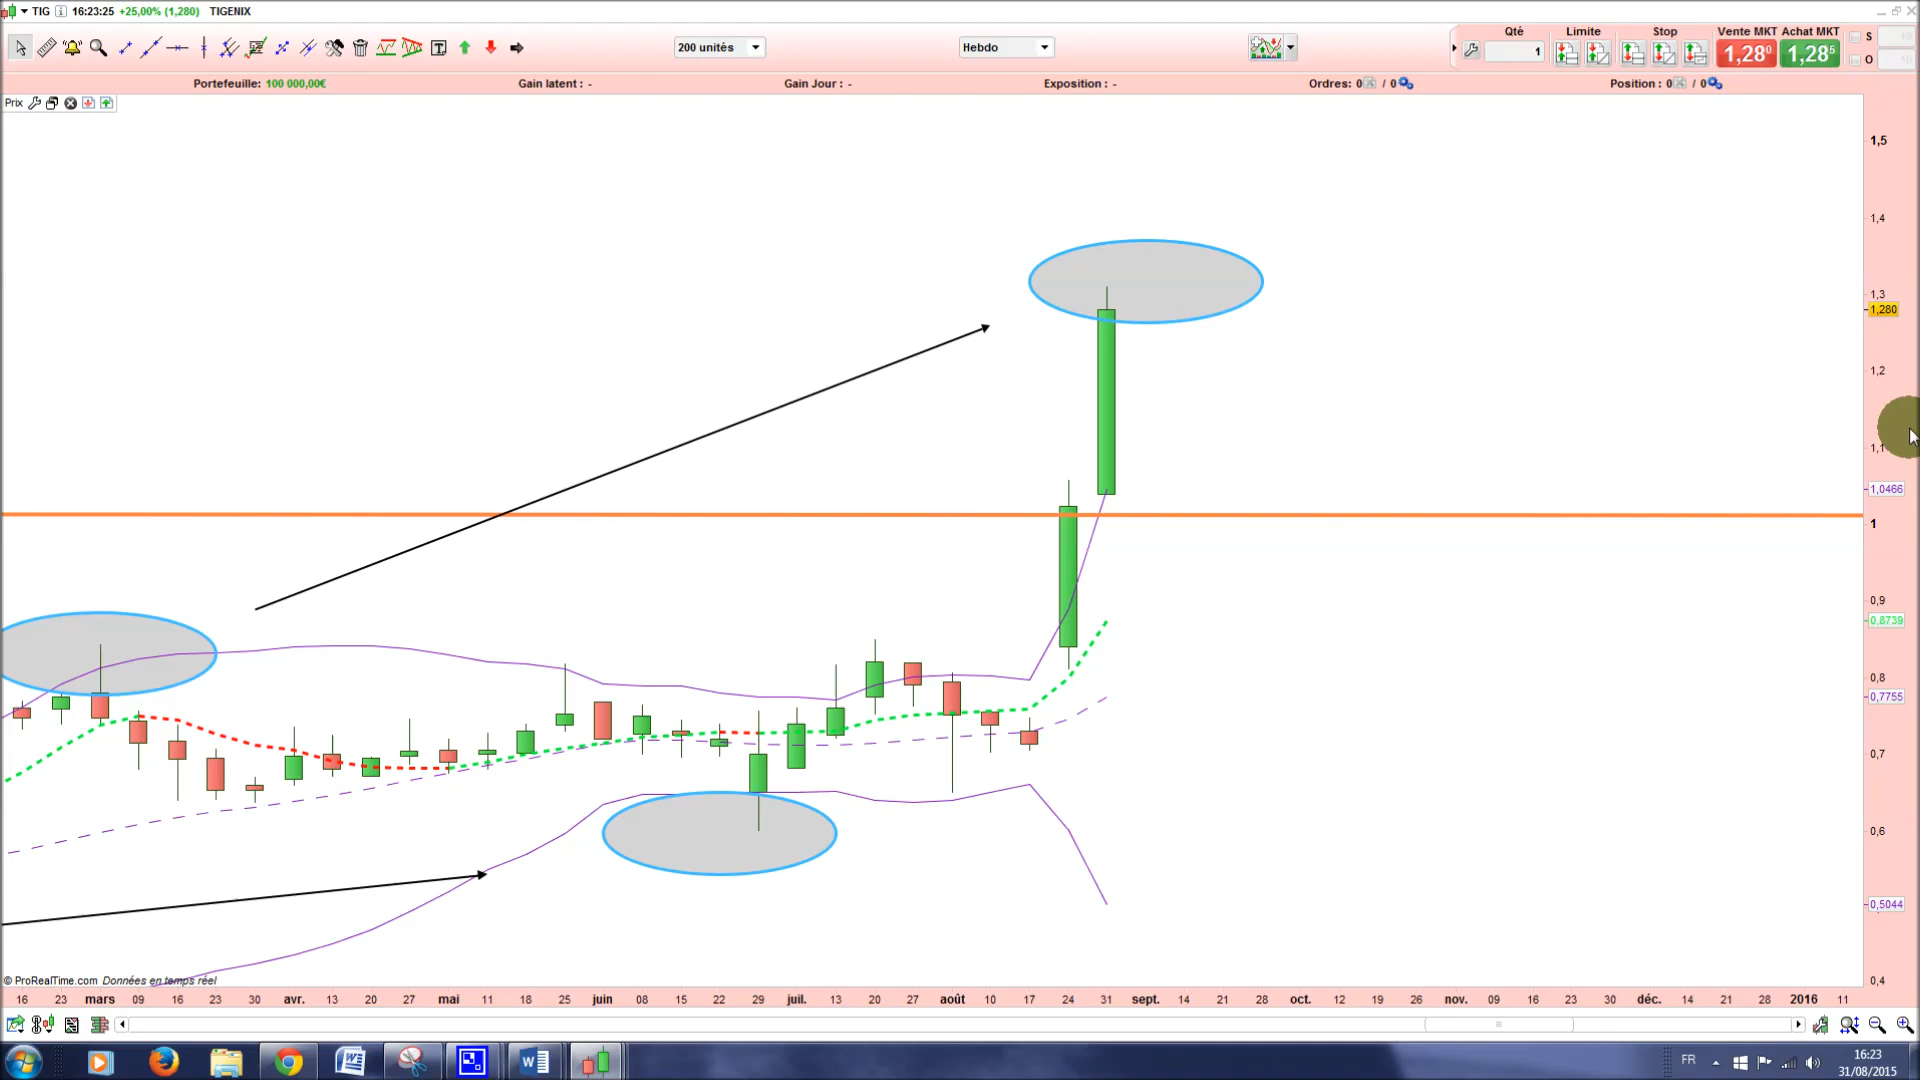 TIG 16:23:25 +25,00% (1,280) TIGENIX
200 unités
Hebdo
Qté Limite Stop Vente MKT Achat MKT S
1 1,28⁰ 1,28⁵ O
Portefeuille: 100 000,00€ Gain latent : - Gain Jour : - Exposition : - Ordres: 0 / 0 Position : 0 / 0
Prix
1,5
1,4
1,3
1,280
1,2
1,1
1,0466
1
0,9
0,8739
0,8
0,7755
0,7
0,6
0,5044
0,4
© ProRealTime.com Données en temps réel
16 23 mars 09 16 23 30 avr. 13 20 27 mai 11 18 25 juin 08 15 22 29 juil. 13 20 27 août 10 17 24 31 sept. 14 21 28 oct. 12 19 26 nov. 09 16 23 30 déc. 14 21 28 2016 11
FR 16:23
31/08/2015